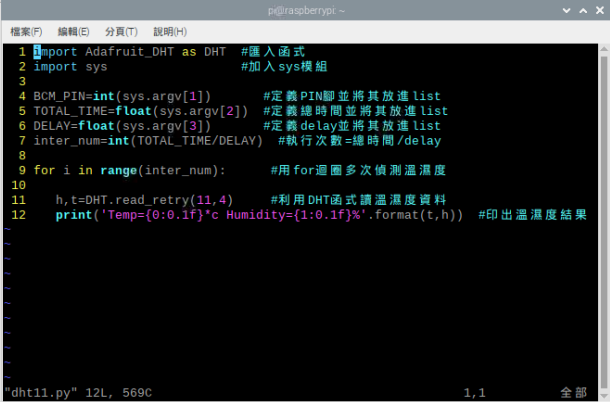 pi@raspberrypi: ~
檔案(F) 編輯(E) 分頁(T) 說明(H)
1 import Adafruit_DHT as DHT #匯入函式
2 import sys #加入sys模組
3
4 BCM_PIN=int(sys.argv[1]) #定義PIN腳並將其放進list
5 TOTAL_TIME=float(sys.argv[2]) #定義總時間並將其放進list
6 DELAY=float(sys.argv[3]) #定義delay並將其放進list
7 inter_num=int(TOTAL_TIME/DELAY) #執行次數=總時間/delay
8
9 for i in range(inter_num): #用for迴圈多次偵測溫濕度
10
11 h,t=DHT.read_retry(11,4) #利用DHT函式讀溫濕度資料
12 print('Temp={0:0.1f}*c Humidity={1:0.1f}%'.format(t,h)) #印出溫濕度結果
~
~
~
~
~
~
~
~
~
"dht11.py" 12L, 569C 1,1 全部